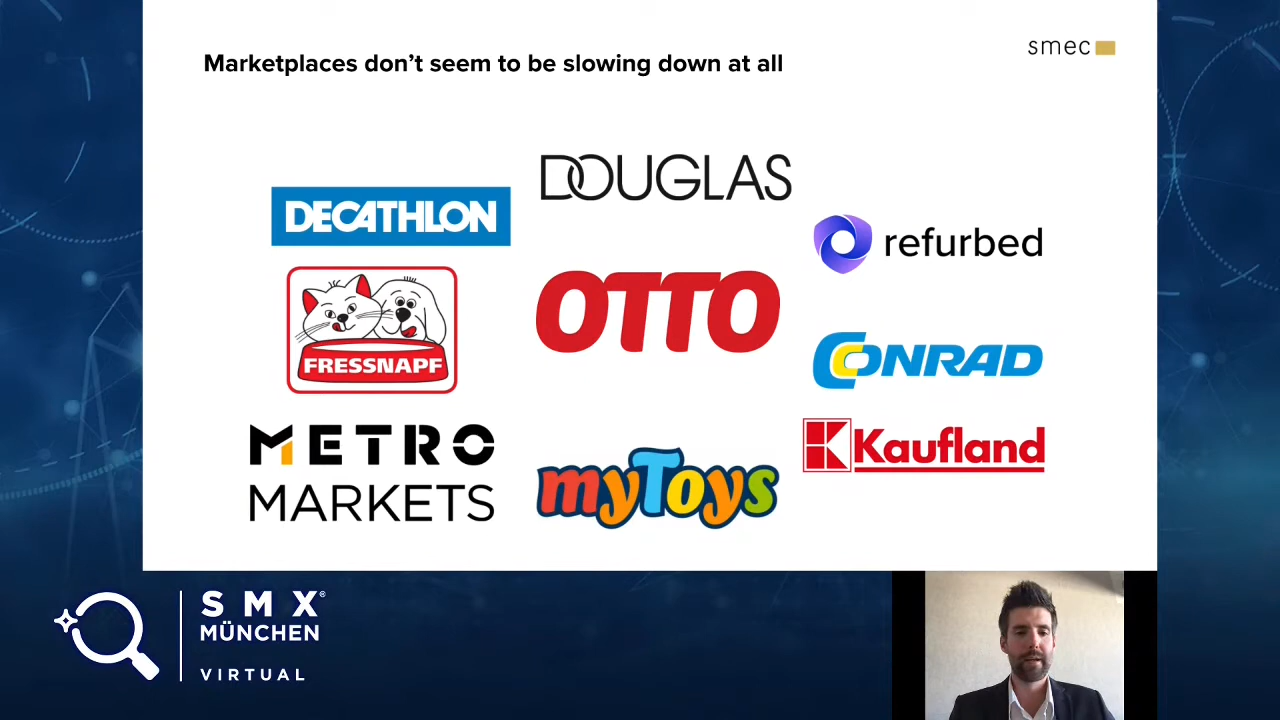 Marketplaces don’t seem to be slowing down at all
smec
DOUGLAS
DECATHLON
refurbed
FRESSNAPF
OTTO
CONRAD
METRO
MARKETS
myToys
Kaufland
SMX®
MÜNCHEN
VIRTUAL